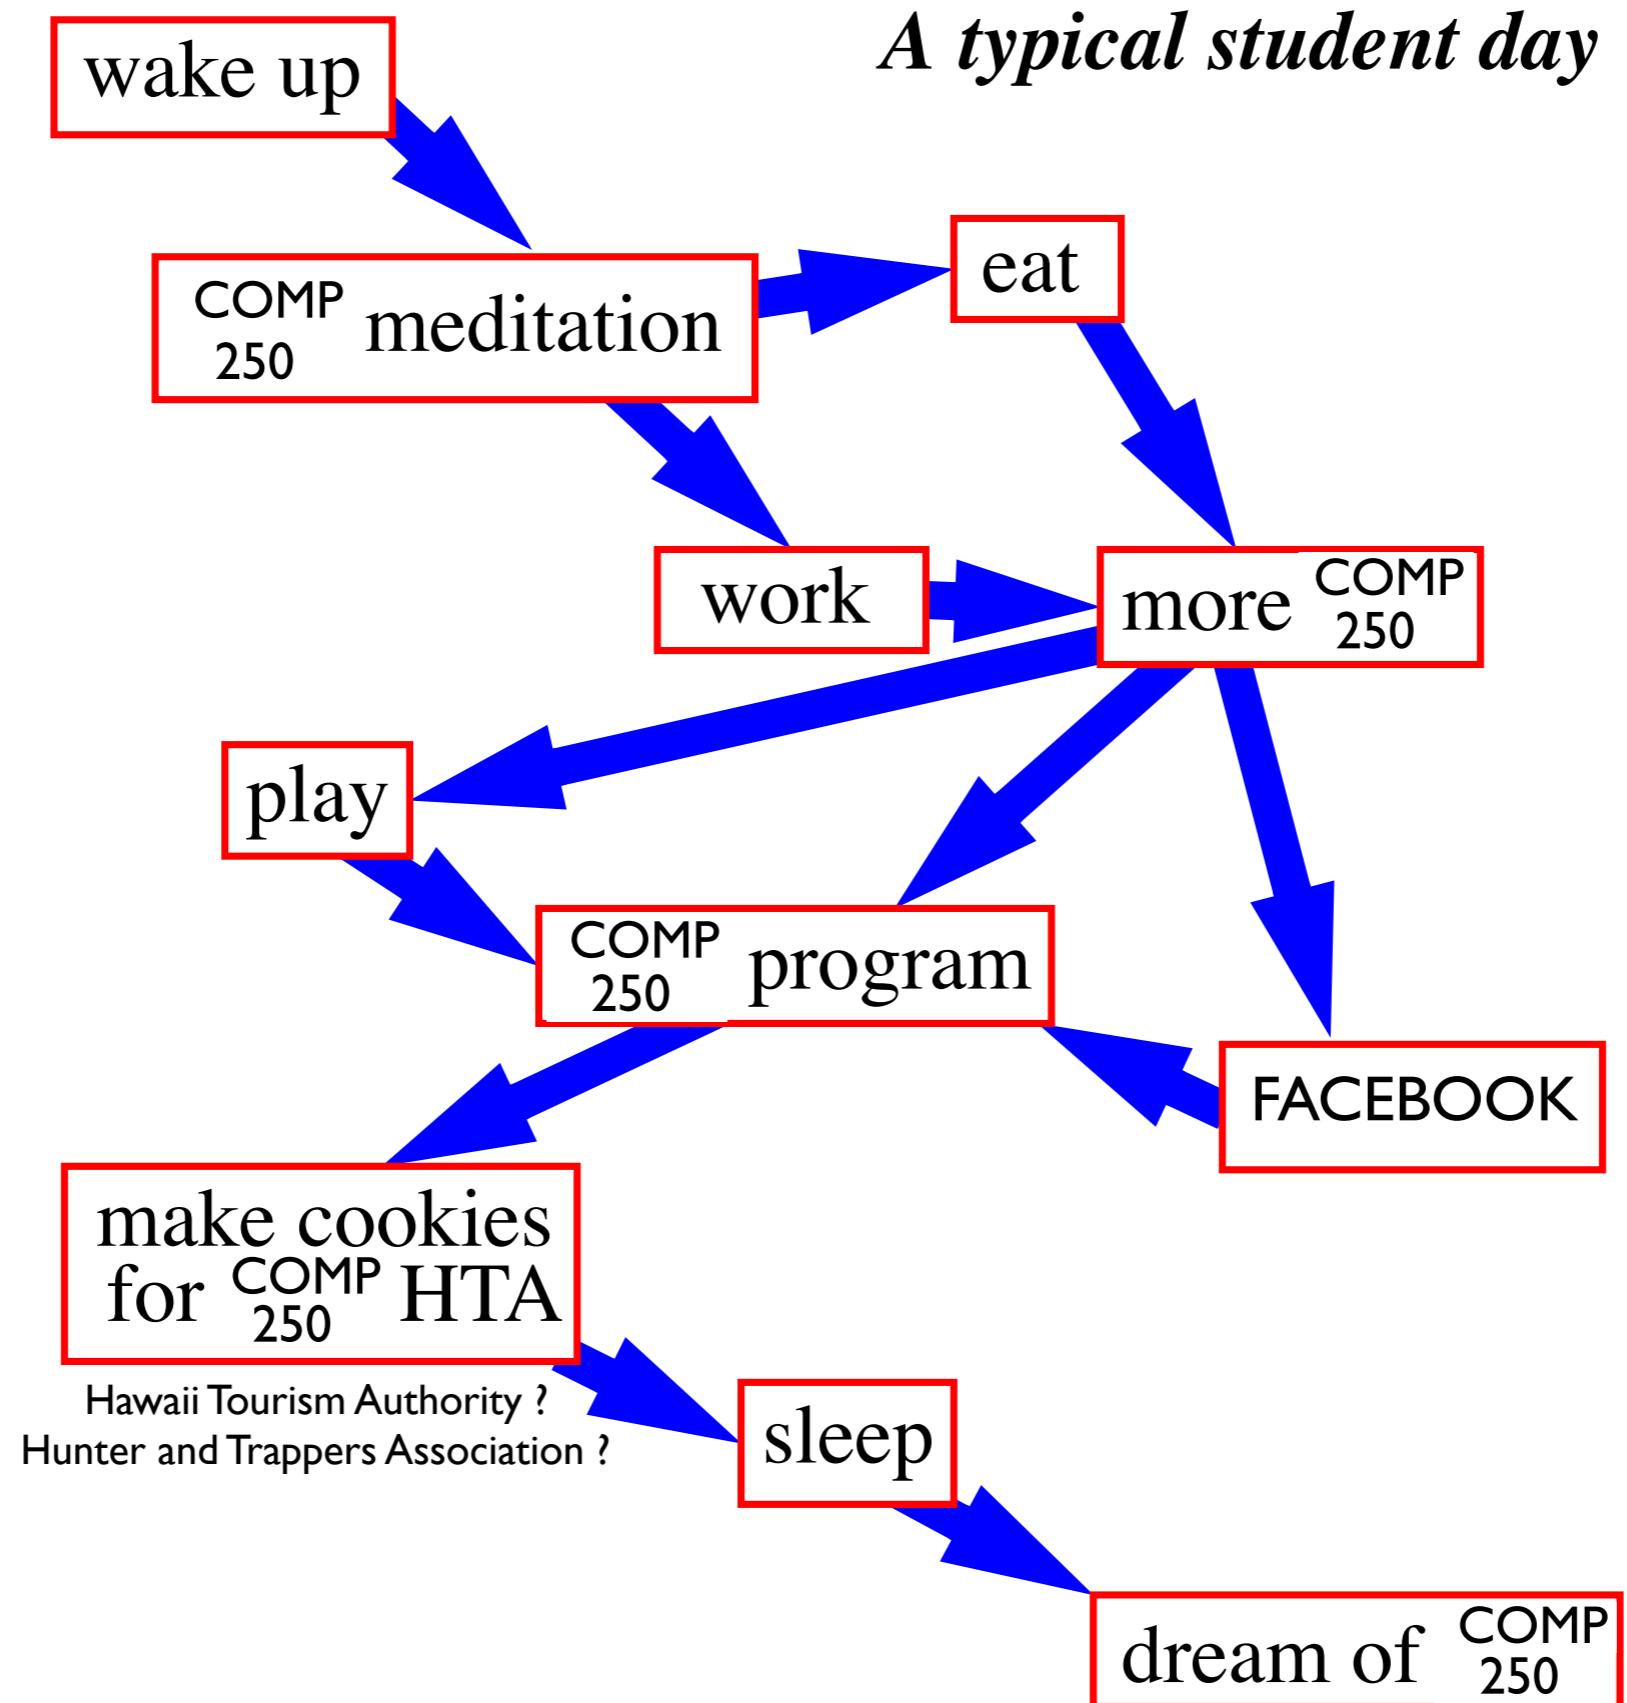 A typical student day
wake up
COMP
250
meditation
eat
work
more
COMP
250
play
COMP
250
program
FACEBOOK
make cookies
for COMP HTA
250
Hawaii Tourism Authority ?
Hunter and Trappers Association ?
sleep
dream of
COMP
250